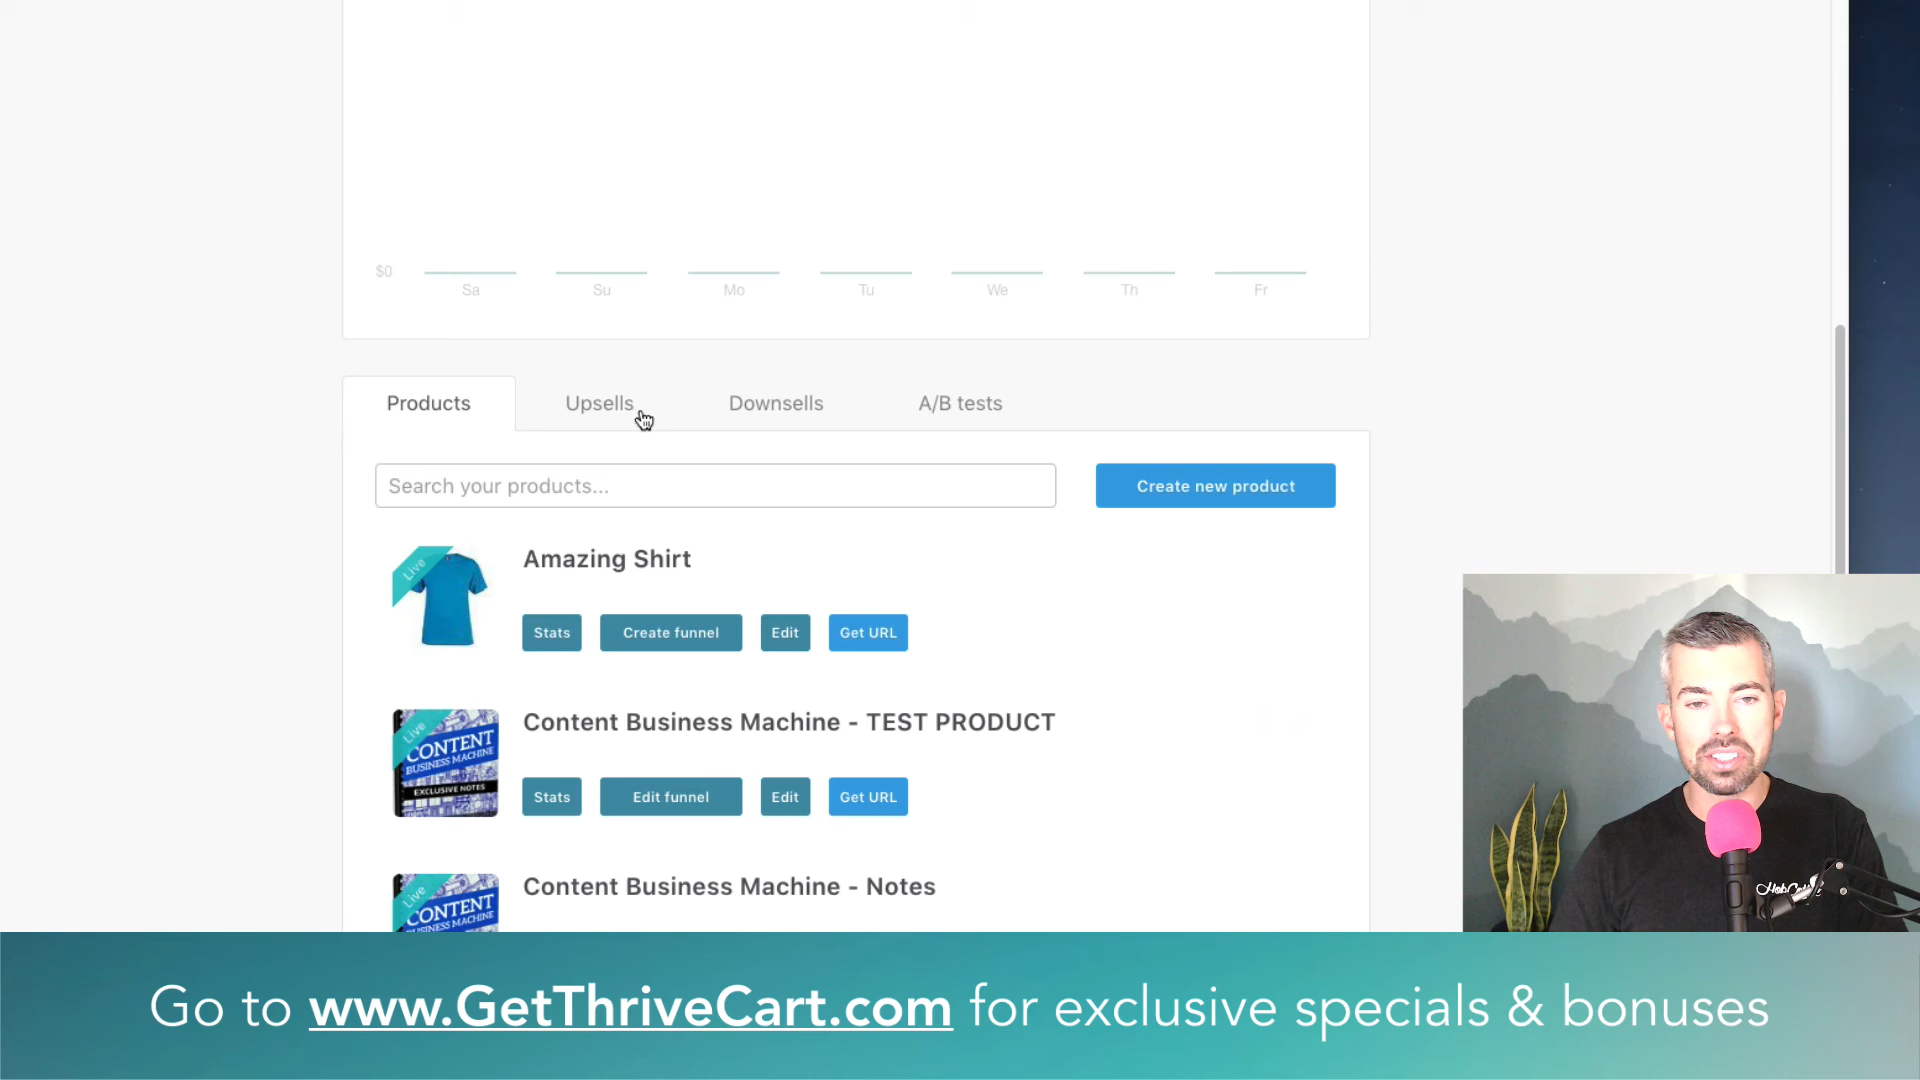 $0
Sa Su Mo Tu We Th Fr
Products Upsells Downsells A/B tests
Search your products... Create new product
Live
Amazing Shirt
Stats Create funnel Edit Get URL
Live
CONTENT
BUSINESS MACHINE
EXCLUSIVE NOTES
Content Business Machine - TEST PRODUCT
Stats Edit funnel Edit Get URL
Live
CONTENT
BUSINESS MACHINE
Content Business Machine - Notes
Go to www.GetThriveCart.com for exclusive specials & bonuses